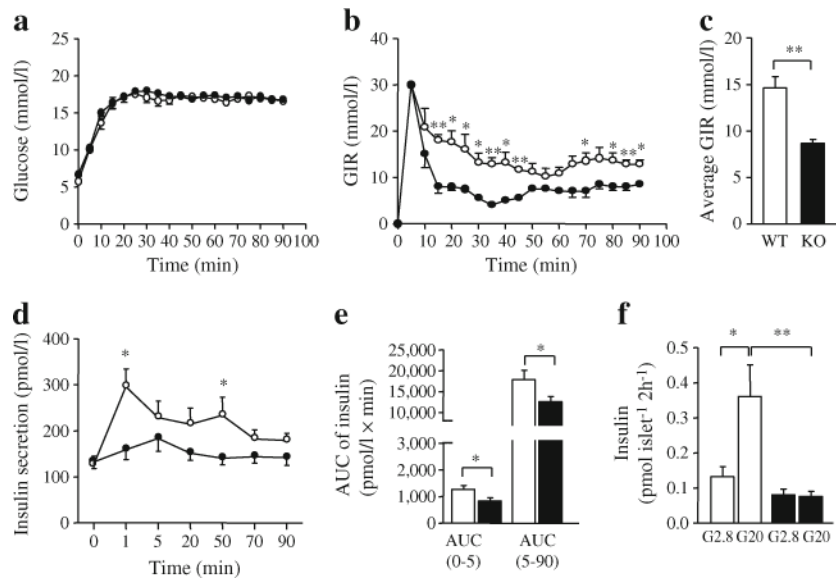 a
Glucose (mmol/l)
25
20
15
10
5
0
0 10 20 30 40 50 60 70 80 90 100
Time (min)
b
GIR (mmol/l)
40
30
20
10
0
** * * * ** * ** * * ** *
0 10 20 30 40 50 60 70 80 90 100
Time (min)
c
Average GIR (mmol/l)
20
15
10
5
0
**
WT KO
d
Insulin secretion (pmol/l)
400
300
200
100
0
* *
0 1 5 20 50 70 90
Time (min)
e
AUC of insulin
(pmol/l × min)
25,000
20,000
15,000
10,000
3,000
2,000
1,000
0
*
*
AUC AUC
(0-5) (5-90)
f
Insulin
(pmol islet⁻¹ 2h⁻¹)
0.5
0.4
0.3
0.2
0.1
0.0
* **
G2.8 G20 G2.8 G20